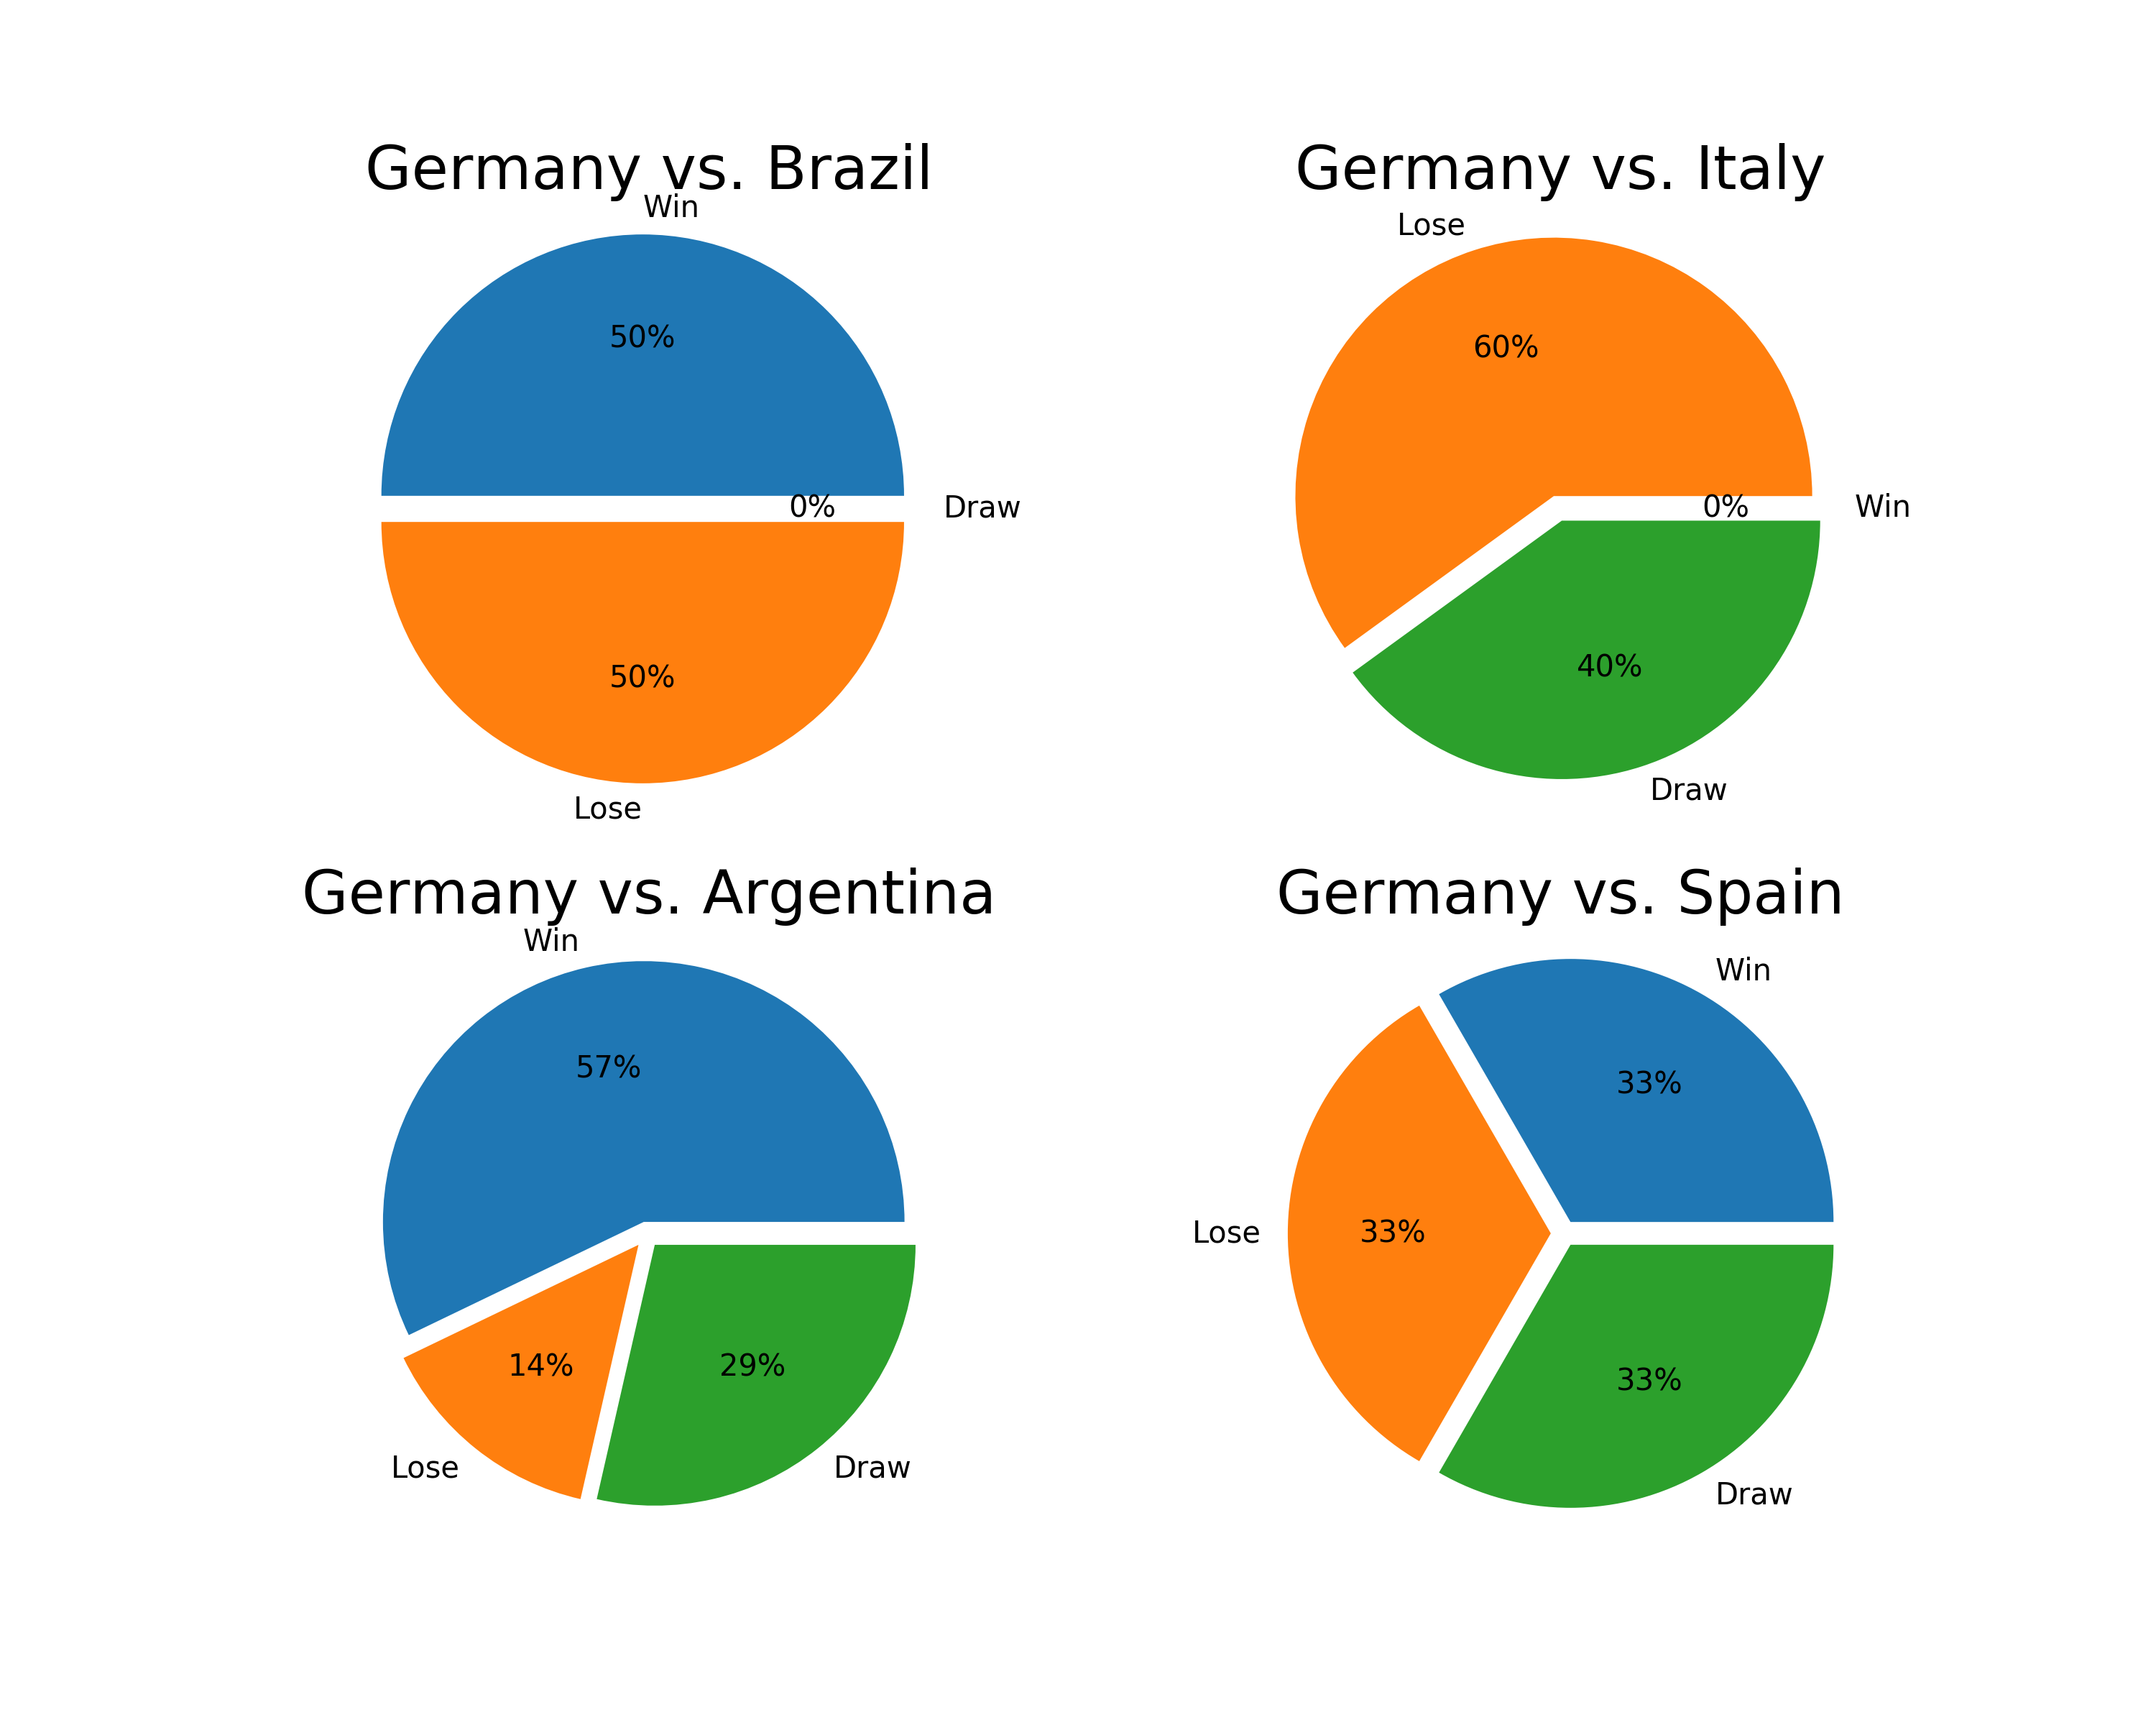 Germany vs. Brazil
Win
50%
0%
Draw
50%
Lose
Germany vs. Italy
Lose
60%
0%
Win
40%
Draw
Germany vs. Argentina
Win
57%
14%
29%
Lose
Draw
Germany vs. Spain
Win
33%
Lose
33%
33%
Draw